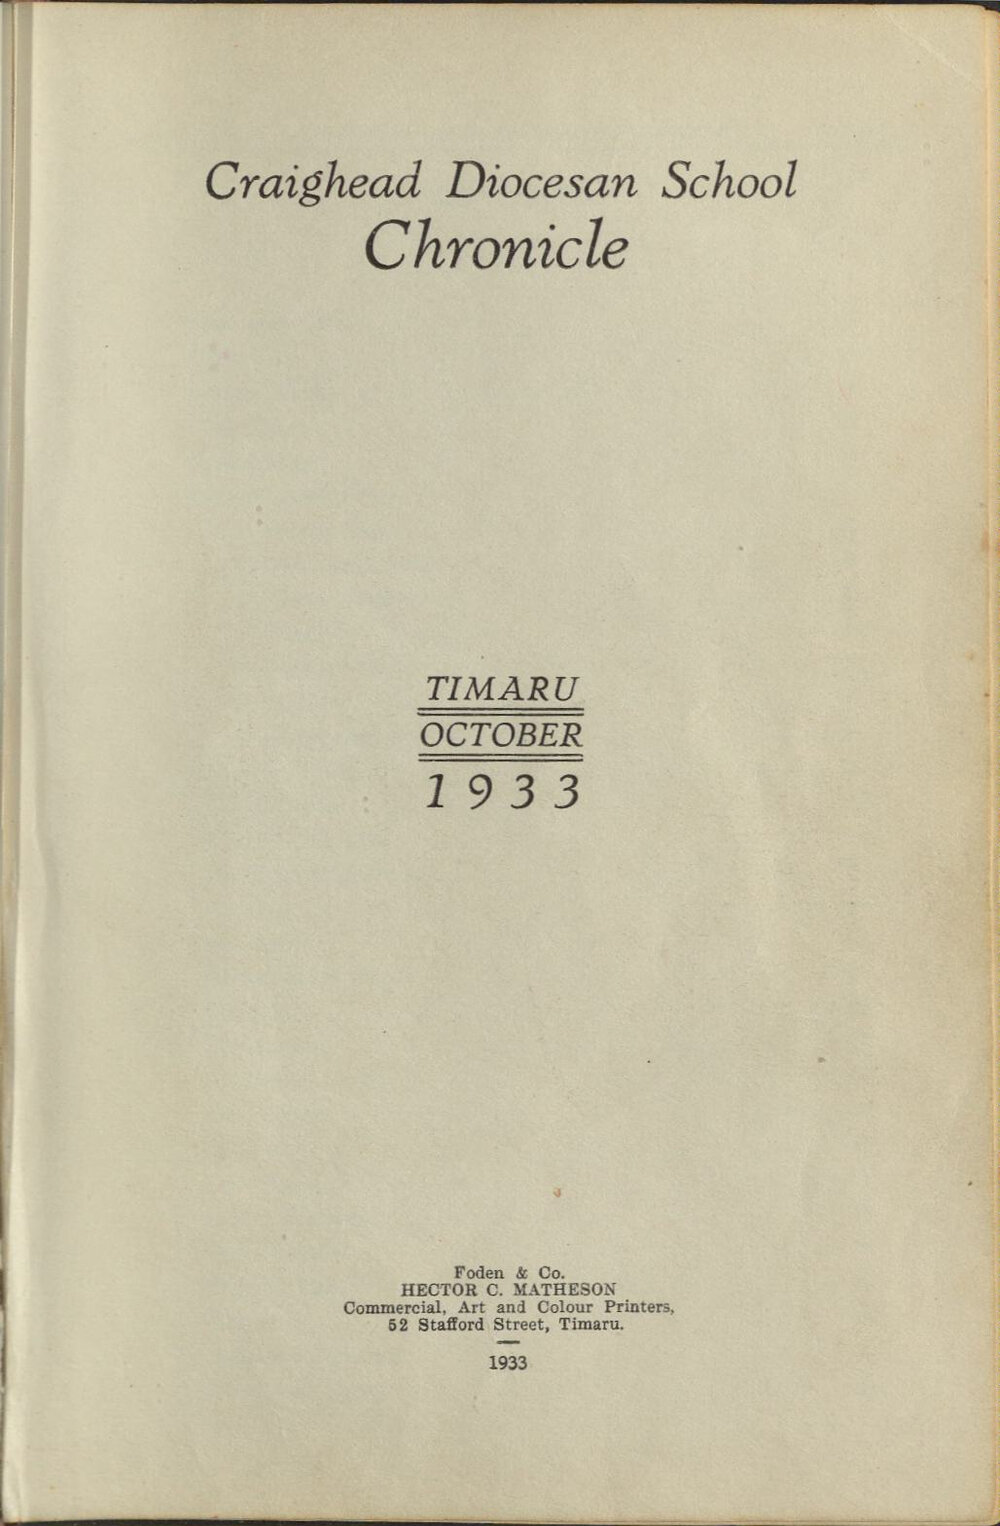 Craighead Diocesan School
Chronicle
TIMARU
OCTOBER
1933
Foden & Co.
HECTOR C. MATHESON
Commercial, Art and Colour Printers,
52 Stafford Street, Timaru.
1933